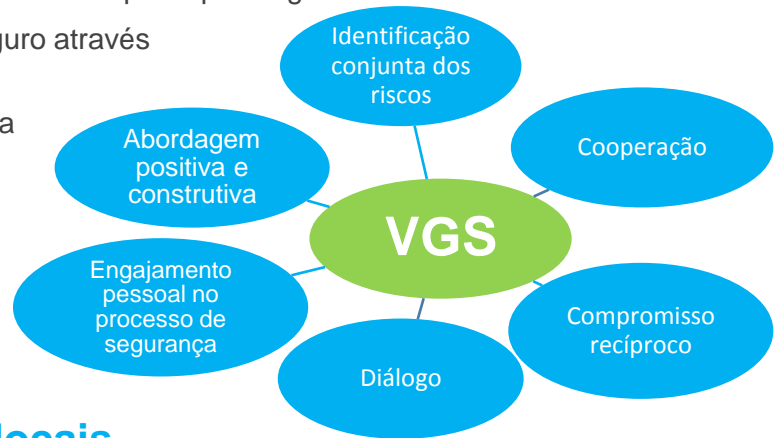 guro através
a
Identificação
conjunta dos
riscos
Cooperação
Compromisso
recíproco
Diálogo
Engajamento
pessoal no
processo de
segurança
Abordagem
positiva e
construtiva
VGS